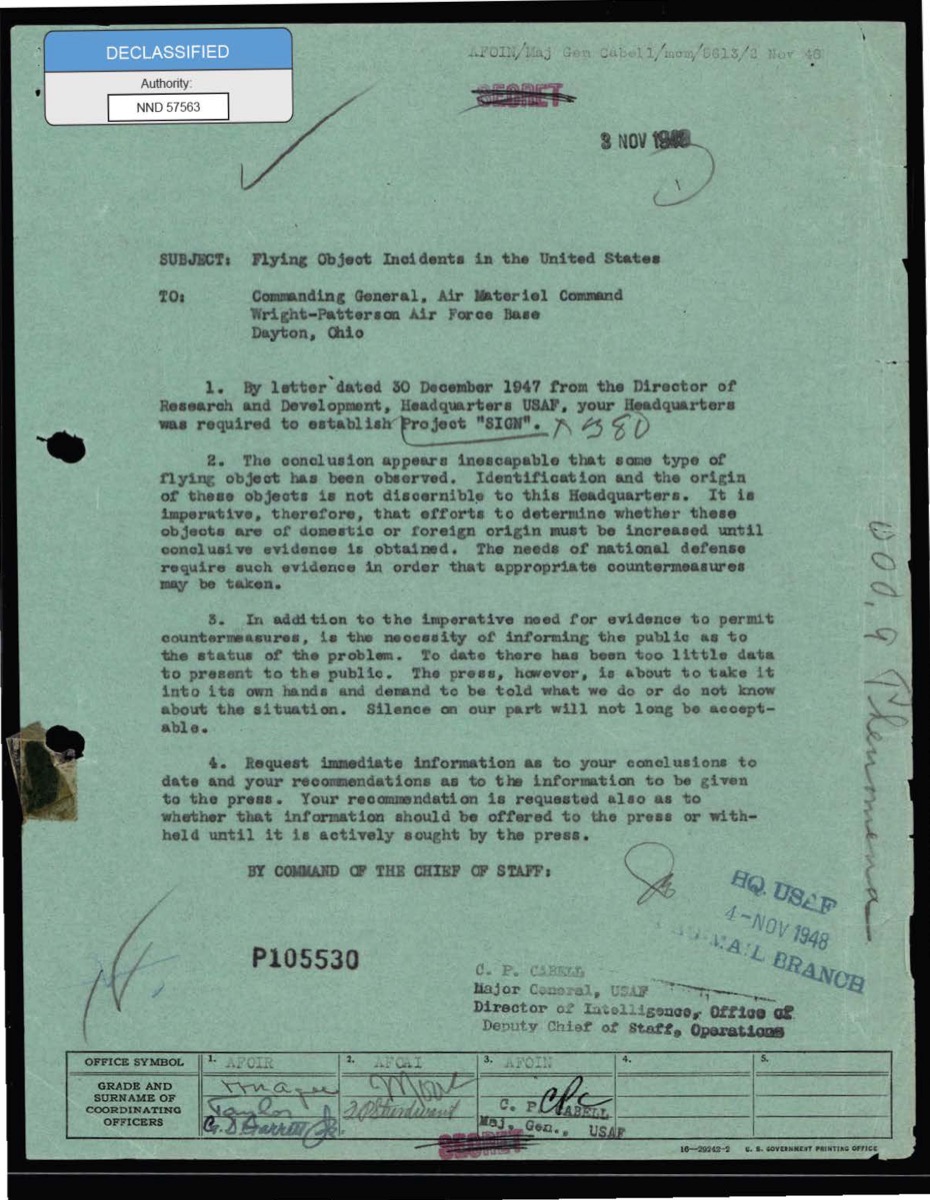 DECLASSIFIED
Authority:
NND 57563
AFOIN/Maj Gen Cabell/mcm/5613/2 Nov 48
SECRET
3 NOV 1948
SUBJECT: Flying Object Incidents in the United States
TO: Commanding General, Air Materiel Command
Wright-Patterson Air Force Base
Dayton, Ohio
1. By letter dated 30 December 1947 from the Director of
Research and Development, Headquarters USAF, your Headquarters
was required to establish Project "SIGN". X 380
2. The conclusion appears inescapable that some type of
flying object has been observed. Identification and the origin
of these objects is not discernible to this Headquarters. It is
imperative, therefore, that efforts to determine whether these
objects are of domestic or foreign origin must be increased until
conclusive evidence is obtained. The needs of national defense
require such evidence in order that appropriate countermeasures
may be taken.
3. In addition to the imperative need for evidence to permit
countermeasures, is the necessity of informing the public as to
the status of the problem. To date there has been too little data
to present to the public. The press, however, is about to take it
into its own hands and demand to be told what we do or do not know
about the situation. Silence on our part will not long be accept-
able.
4. Request immediate information as to your conclusions to
date and your recommendations as to the information to be given
to the press. Your recommendation is requested also as to
whether that information should be offered to the press or with-
held until it is actively sought by the press.
BY COMMAND OF THE CHIEF OF STAFF:
000.9 Phenomena
HQ. USAF
4-NOV 1948
MAIL BRANCH
P105530
C. P. CABELL
Major General, USAF
Director of Intelligence, Office of
Deputy Chief of Staff, Operations
OFFICE SYMBOL 1. AFOIR 2. AFOAI 3. AFOIN 4. 5.
GRADE AND
SURNAME OF
COORDINATING
OFFICERS
Taylor
G.D. Garrett Jr.
C. P. CABELL
Maj. Gen., USAF
SECRET
16—29242-2 U. S. GOVERNMENT PRINTING OFFICE